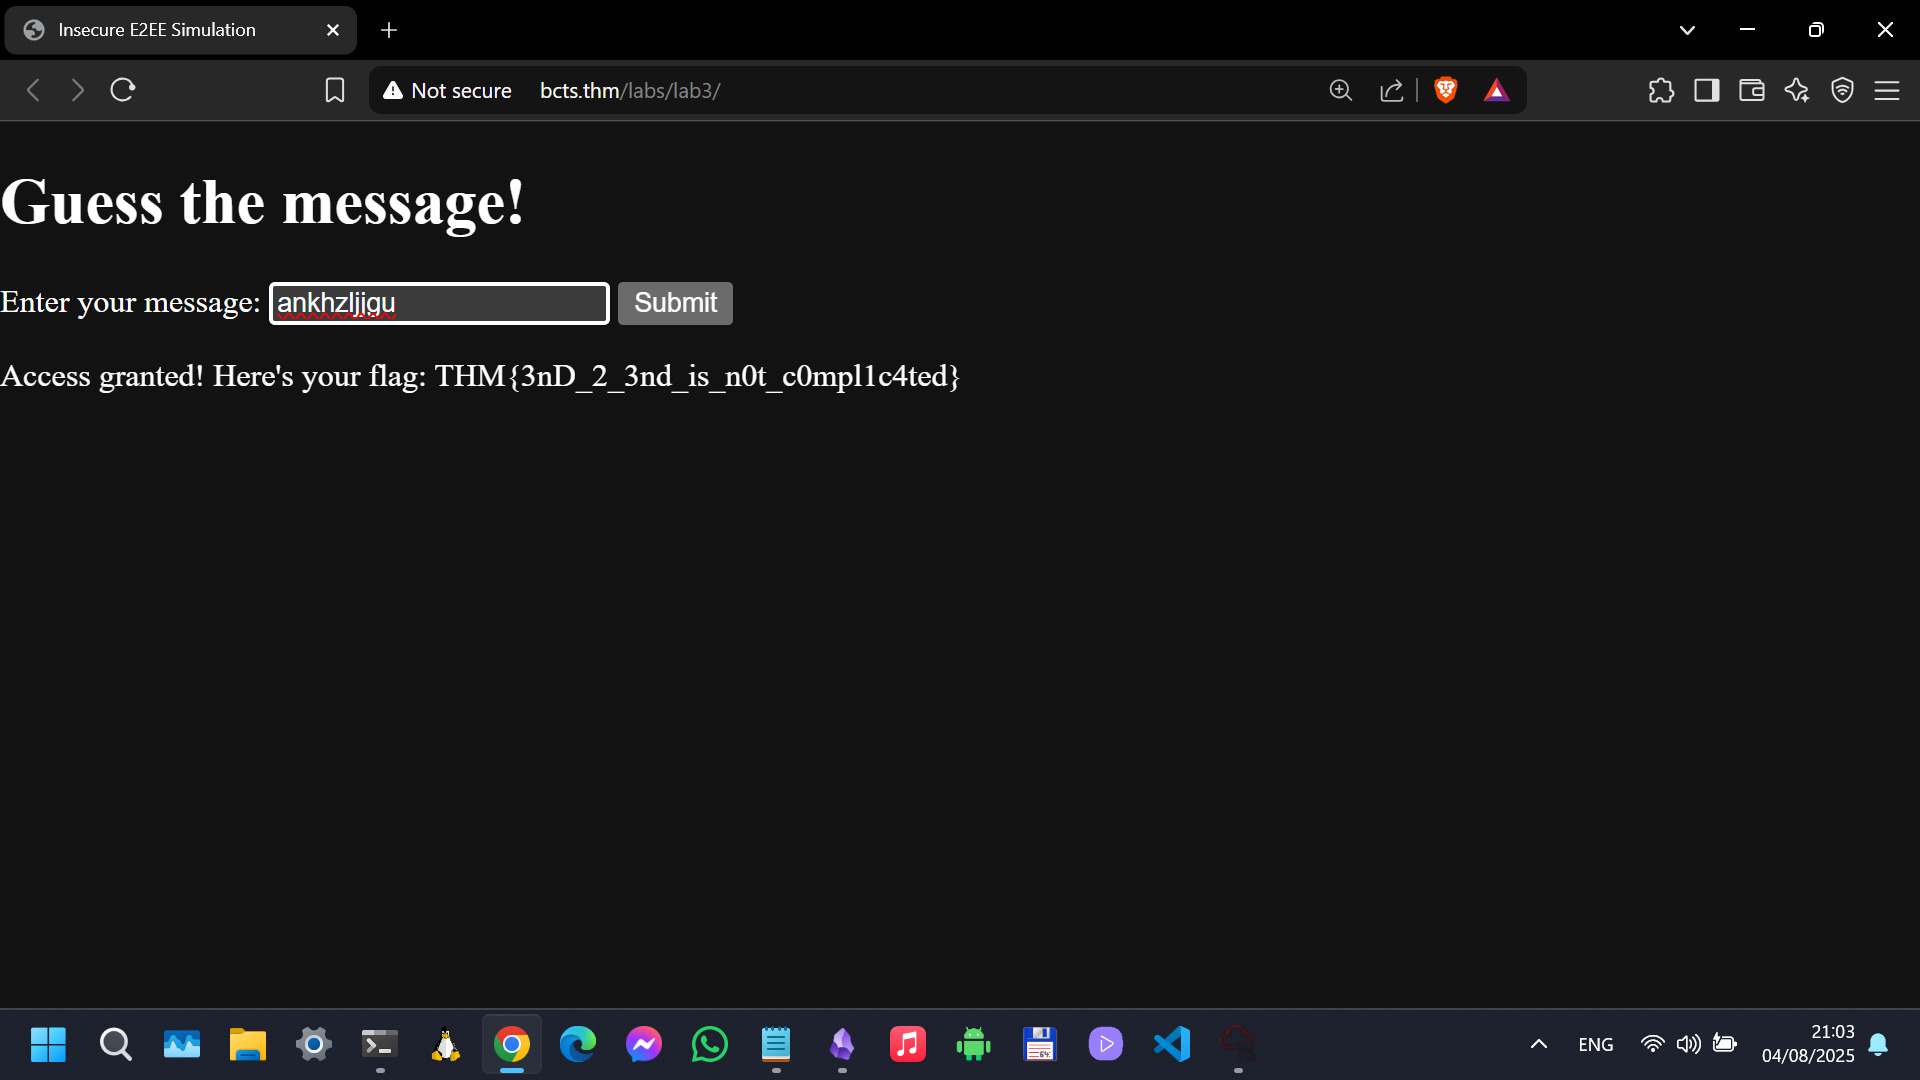 Insecure E2EE Simulation
Not secure bcts.thm/labs/lab3/
Guess the message!
Enter your message: ankhzljjgu Submit
Access granted! Here's your flag: THM{3nD_2_3nd_is_n0t_c0mpl1c4ted}
64:
ENG
21:03
04/08/2025